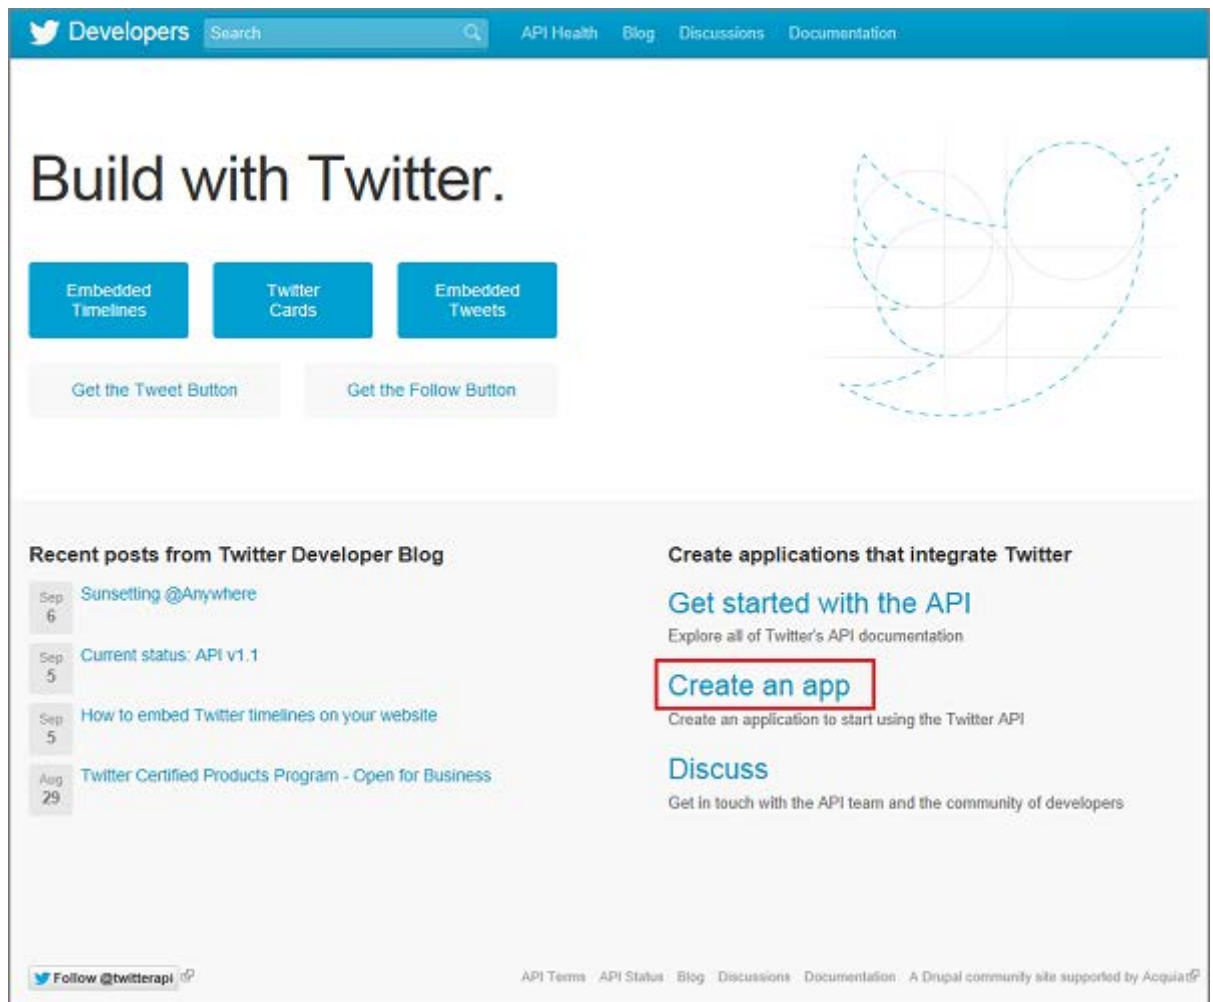 Developers Search API Health Blog Discussions Documentation
Build with Twitter.
Embedded
Timelines
Twitter
Cards
Embedded
Tweets
Get the Tweet Button
Get the Follow Button
Recent posts from Twitter Developer Blog
Sep
6
Sunsetting @Anywhere
Sep
5
Current status: API v1.1
Sep
5
How to embed Twitter timelines on your website
Aug
29
Twitter Certified Products Program - Open for Business
Create applications that integrate Twitter
Get started with the API
Explore all of Twitter's API documentation
Create an app
Create an application to start using the Twitter API
Discuss
Get in touch with the API team and the community of developers
Follow @twitterapi
API Terms API Status Blog Discussions Documentation A Drupal community site supported by Acquia